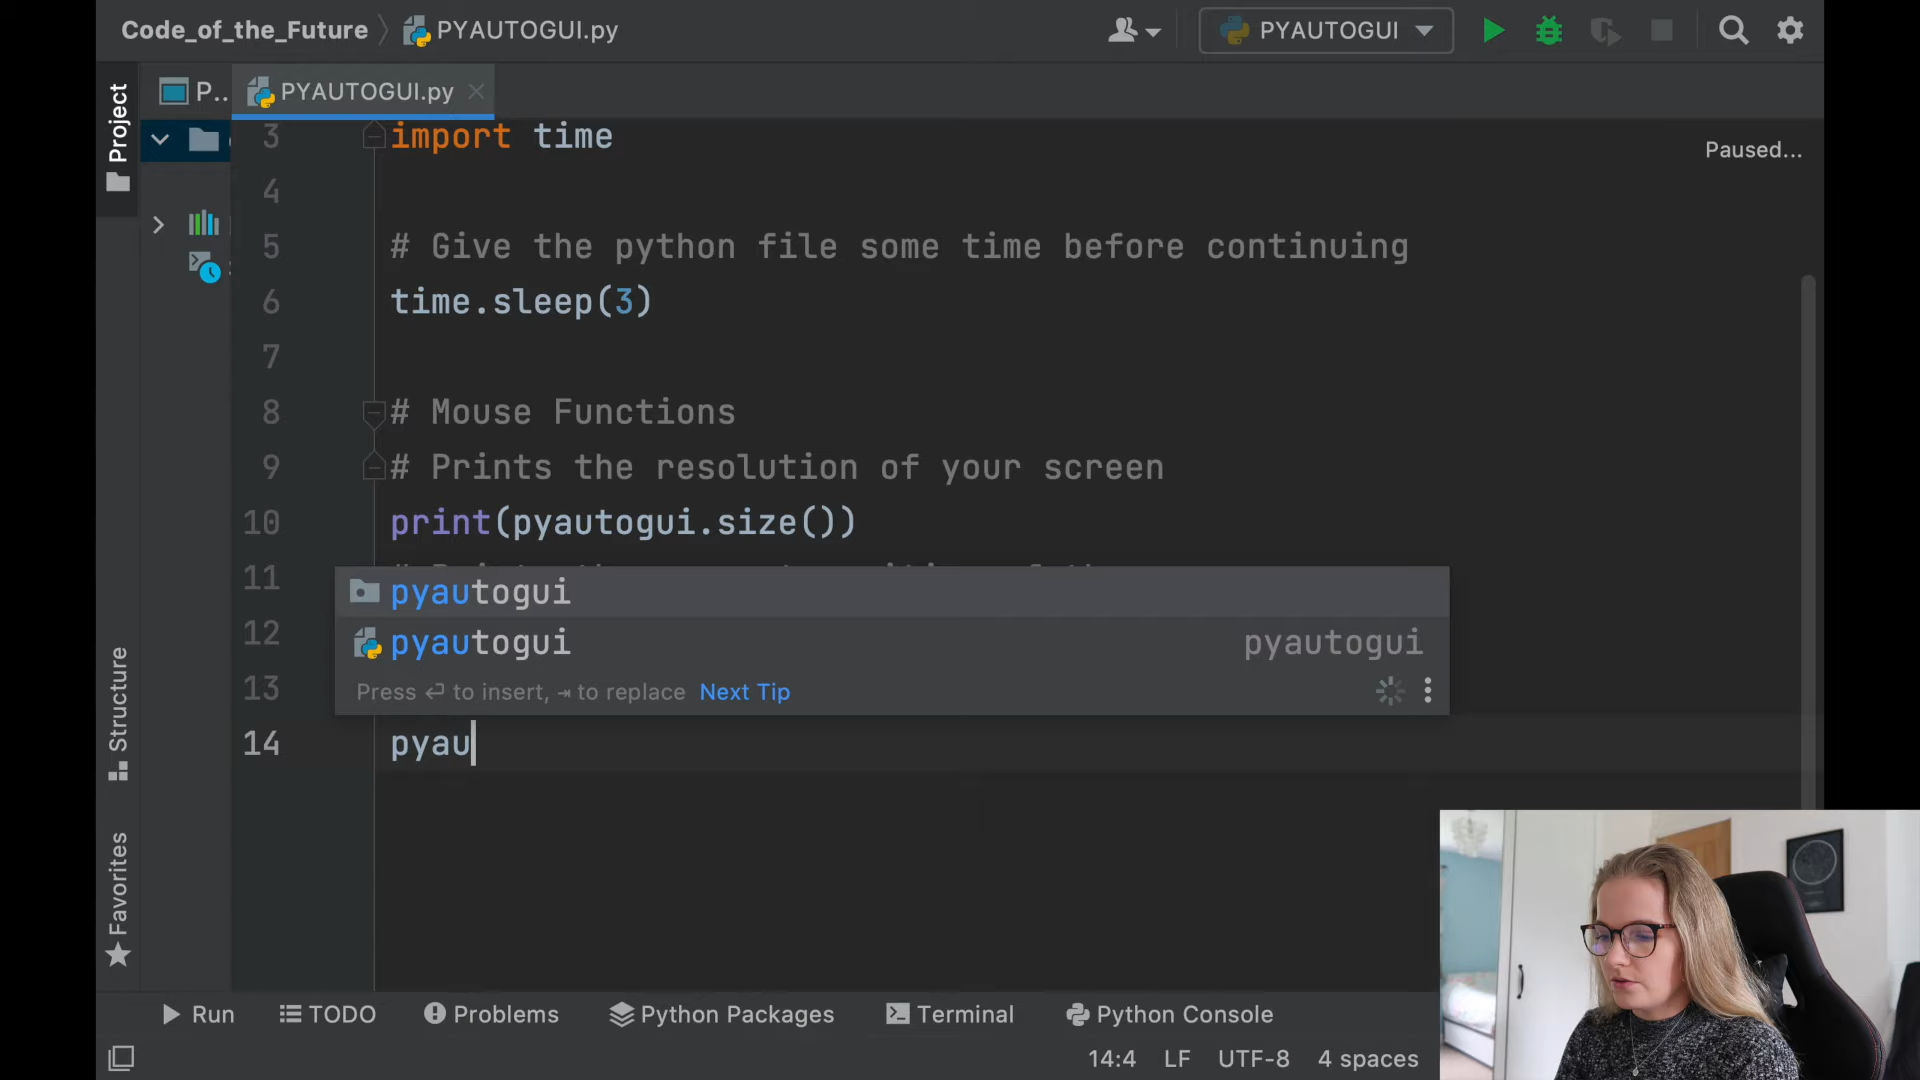 Code_of_the_Future
PYAUTOGUI.py
PYAUTOGUI
Project
P..
PYAUTOGUI.py
Paused...
3 import time
4
5 # Give the python file some time before continuing
6 time.sleep(3)
7
8 # Mouse Functions
9 # Prints the resolution of your screen
10 print(pyautogui.size())
11
pyautogui
12 pyautogui pyautogui
13 Press ↵ to insert, ⇥ to replace Next Tip
14 pyau
Structure
Favorites
Run TODO Problems Python Packages Terminal Python Console
14:4 LF UTF-8 4 spaces